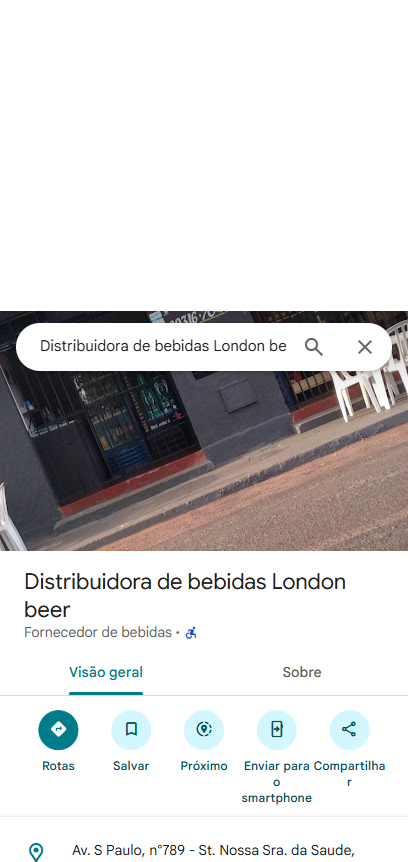 Distribuidora de bebidas London be
Distribuidora de bebidas London
beer
Fornecedor de bebidas •
Visão geral
Sobre
Rotas
Salvar
Próximo
Enviar para
o
smartphone
Compartilha
r
Av. S Paulo, n°789 - St. Nossa Sra. da Saude,